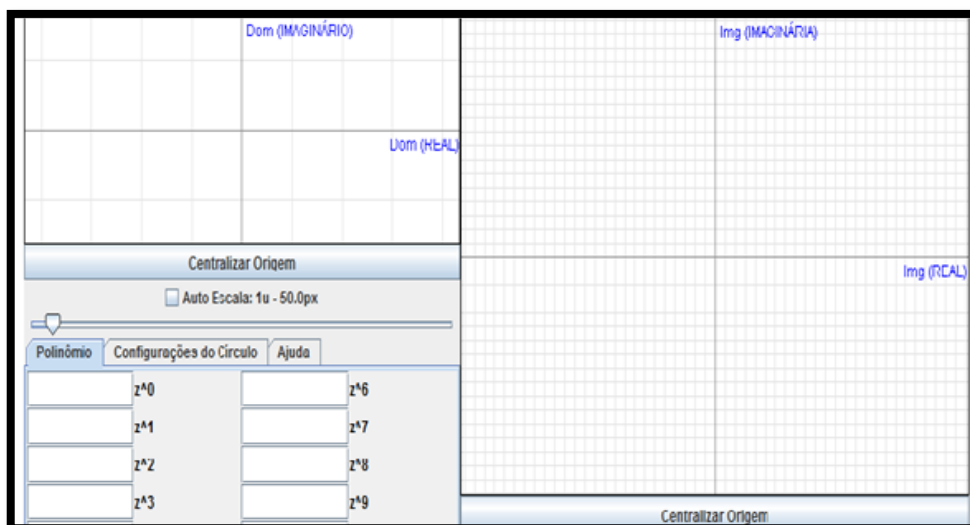 Dom (IMAGINÁRIO)
Dom (REAL)
Centralizar Origem
Auto Escala: 1u - 50.0px
Polinômio Configurações do Círculo Ajuda
z^0 z^6
z^1 z^7
z^2 z^8
z^3 z^9
Img (IMAGINÁRIA)
Img (REAL)
Centralizar Origem